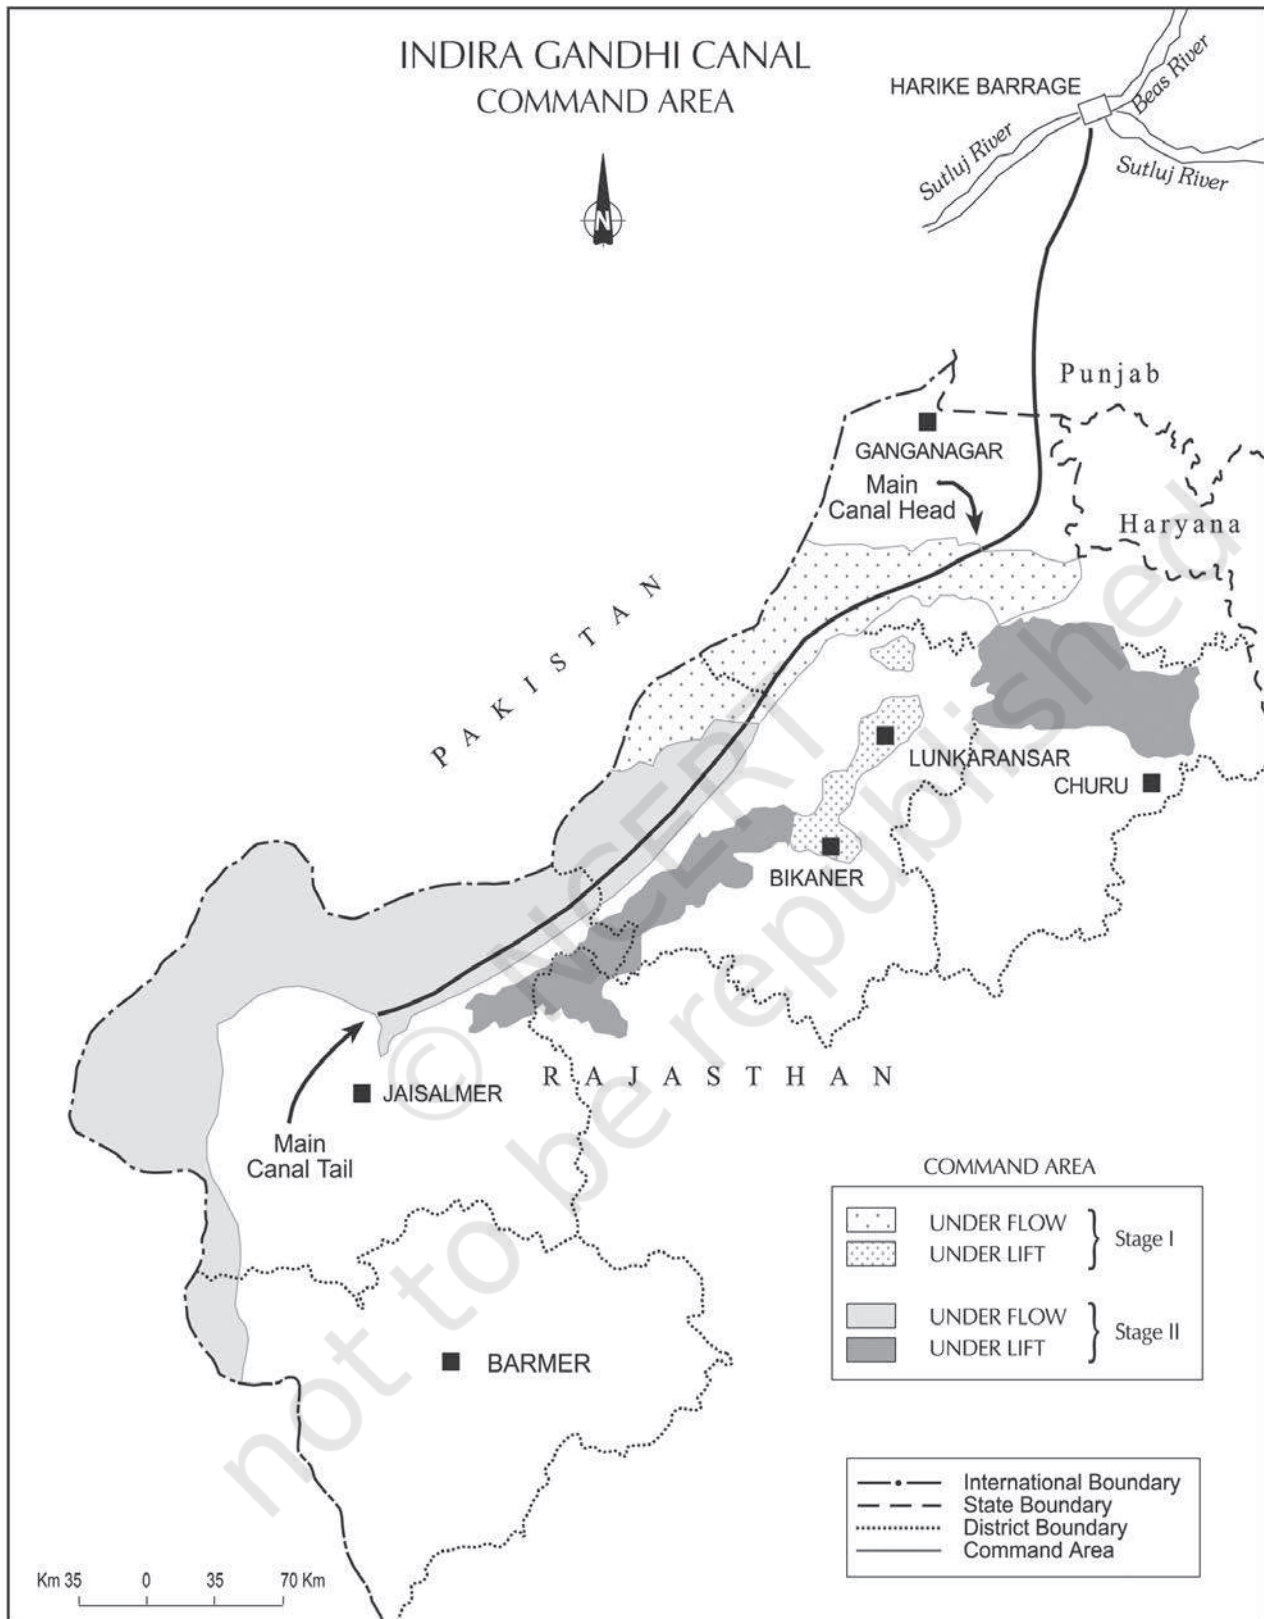 INDIRA GANDHI CANAL
COMMAND AREA
HARIKE BARRAGE
Beas River
Sutluj River
Sutluj River
N
Punjab
GANGANAGAR
Main
Canal Head
Haryana
PAKISTAN
LUNKARANSAR
CHURU
BIKANER
RAJASTHAN
JAISALMER
Main
Canal Tail
BARMER
COMMAND AREA
UNDER FLOW
UNDER LIFT
Stage I
UNDER FLOW
UNDER LIFT
Stage II
International Boundary
State Boundary
District Boundary
Command Area
Km 35 0 35 70 Km
© NCERT
not to be republished